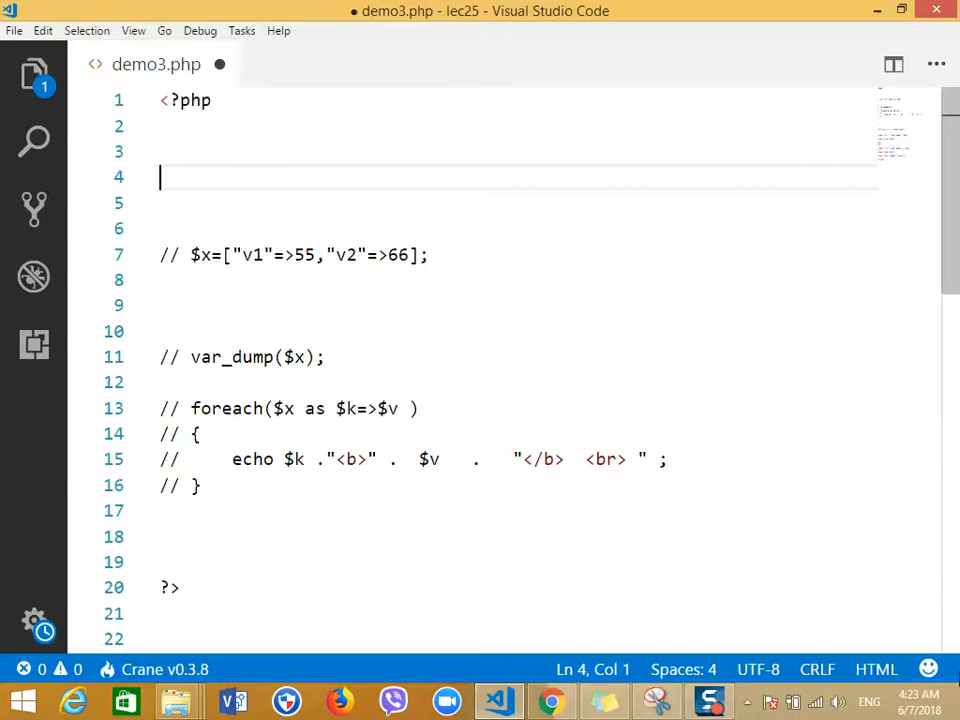 ● demo3.php - lec25 - Visual Studio Code
File Edit Selection View Go Debug Tasks Help
<> demo3.php ●
1
1 <?php
2
3
4
5
6
7 // $x=["v1"=>55,"v2"=>66];
8
9
10
11 // var_dump($x);
12
13 // foreach($x as $k=>$v )
14 // {
15 //     echo $k ."<b>" .  $v   .   "</b>  <br> " ;
16 // }
17
18
19
20 ?>
21
22
0 0 Crane v0.3.8 Ln 4, Col 1 Spaces: 4 UTF-8 CRLF HTML
ENG 4:23 AM
6/7/2018